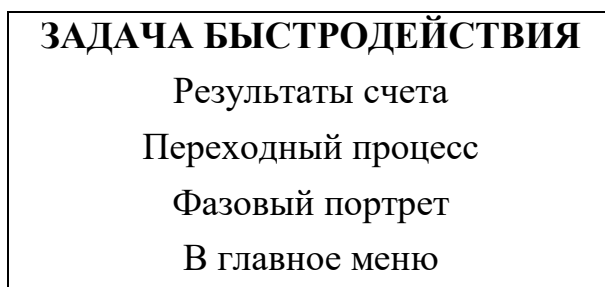 ЗАДАЧА БЫСТРОДЕЙСТВИЯ
Результаты счета
Переходный процесс
Фазовый портрет
В главное меню